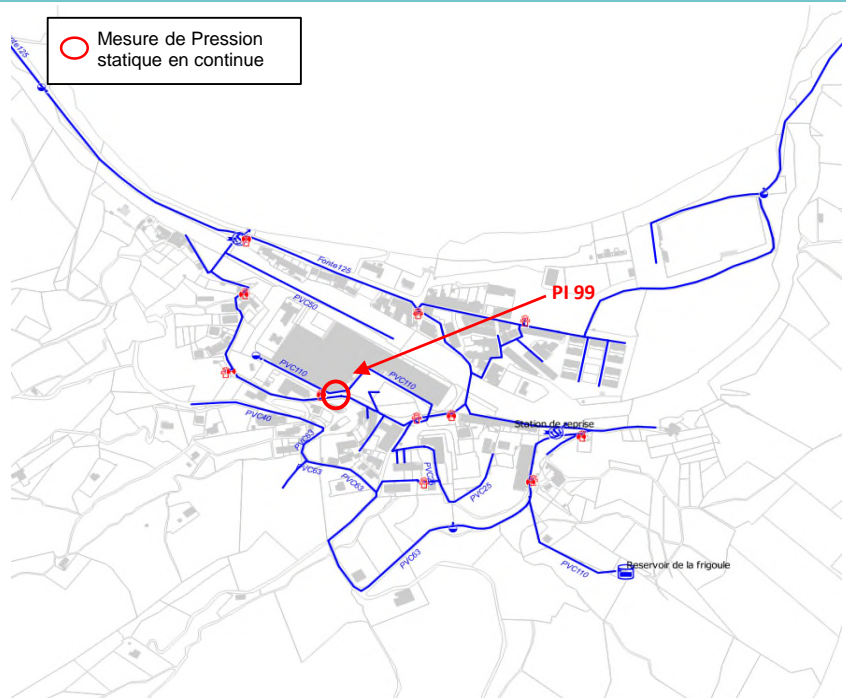 Mesure de Pression
statique en continue
Fonte125
Fonte125
PI 99
PVC50
PVC110
PVC110
PVC40
Station de reprise
PVC63
PVC63
PVC63
PVC25
PVC63
PVC110
Reservoir de la frigoule